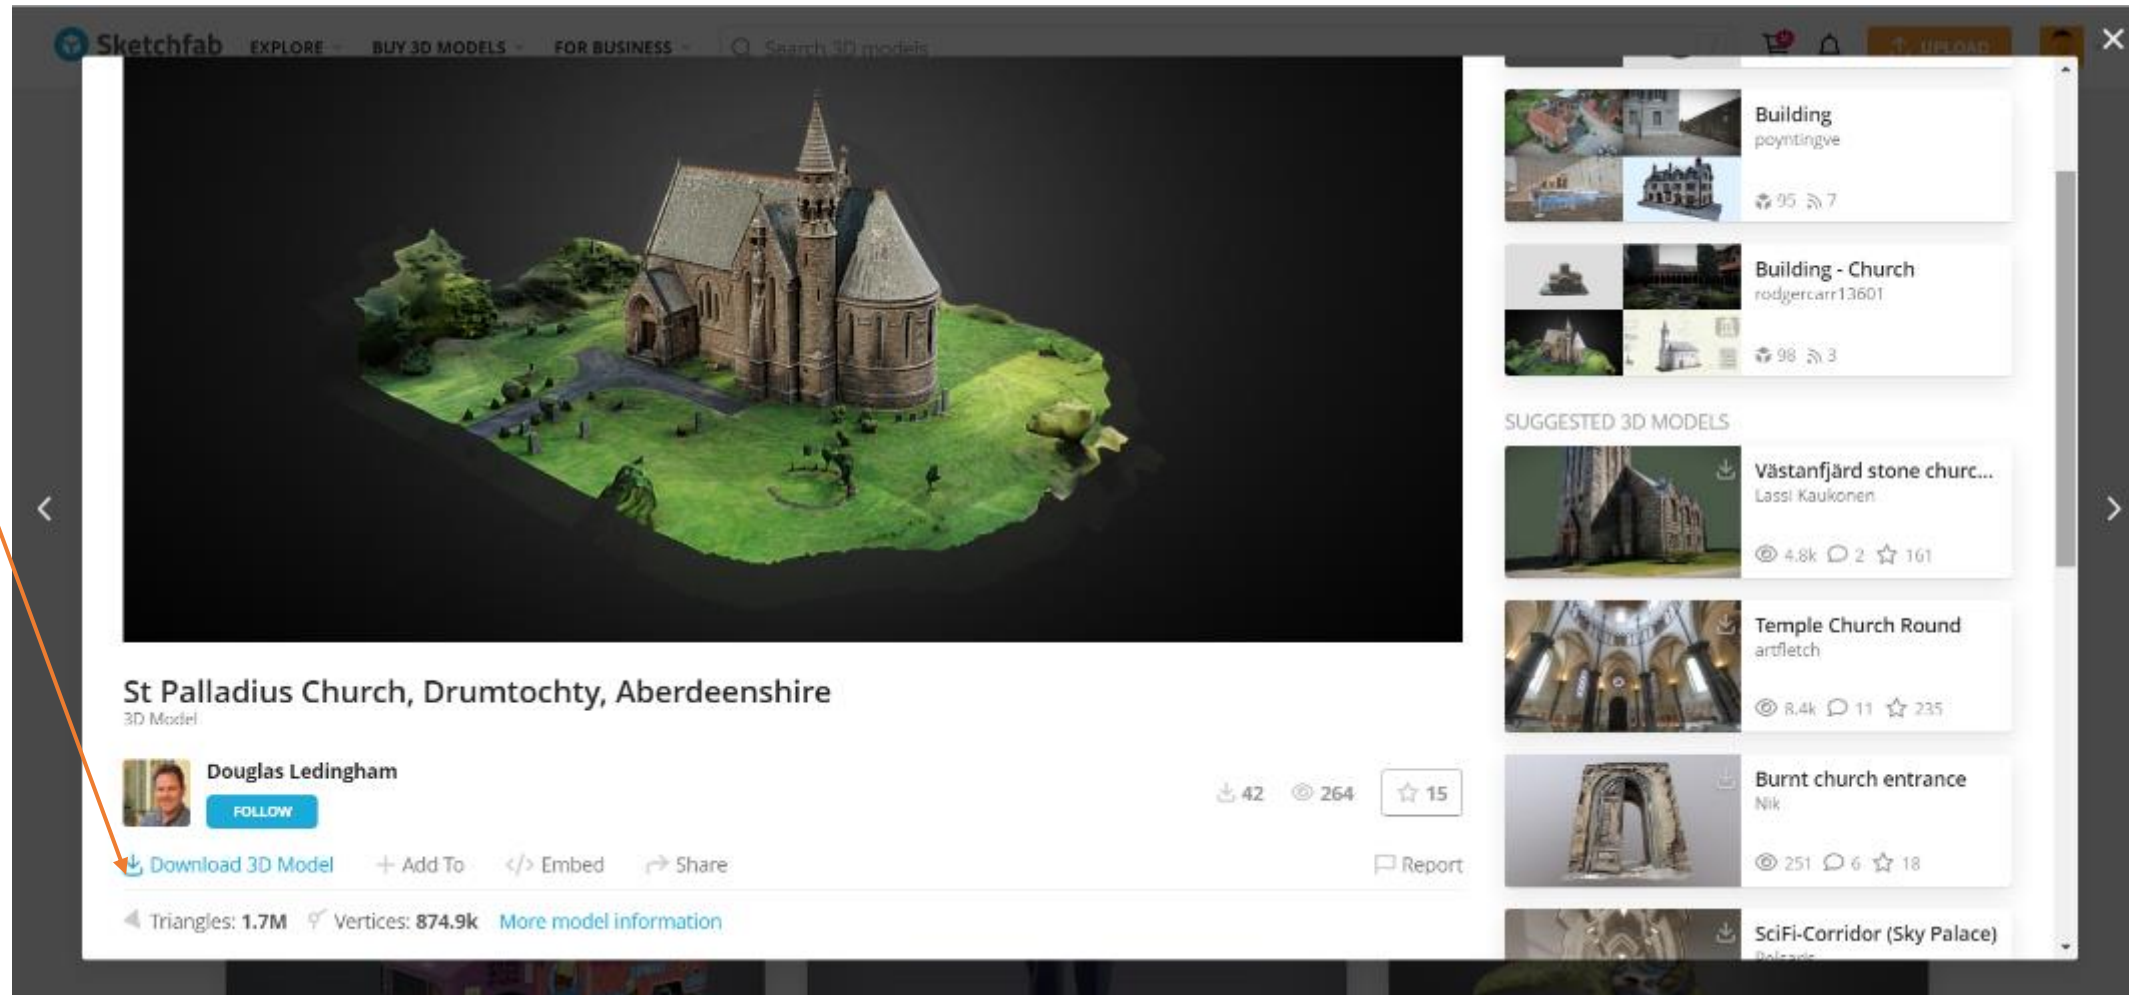 Sketchfab EXPLORE BUY 3D MODELS FOR BUSINESS Search 3D models UPLOAD
Building
poyntingve
95 7
Building - Church
rodgercarr13601
98 3
SUGGESTED 3D MODELS
Västanfjärd stone churc...
Lassi Kaukonen
4.8k 2 161
Temple Church Round
artfletch
8.4k 11 235
Burnt church entrance
Nik
251 6 18
SciFi-Corridor (Sky Palace)
St Palladius Church, Drumtochty, Aberdeenshire
3D Model
Douglas Ledingham
FOLLOW
42 264 15
Download 3D Model Add To </> Embed Share Report
Triangles: 1.7M Vertices: 874.9k More model information